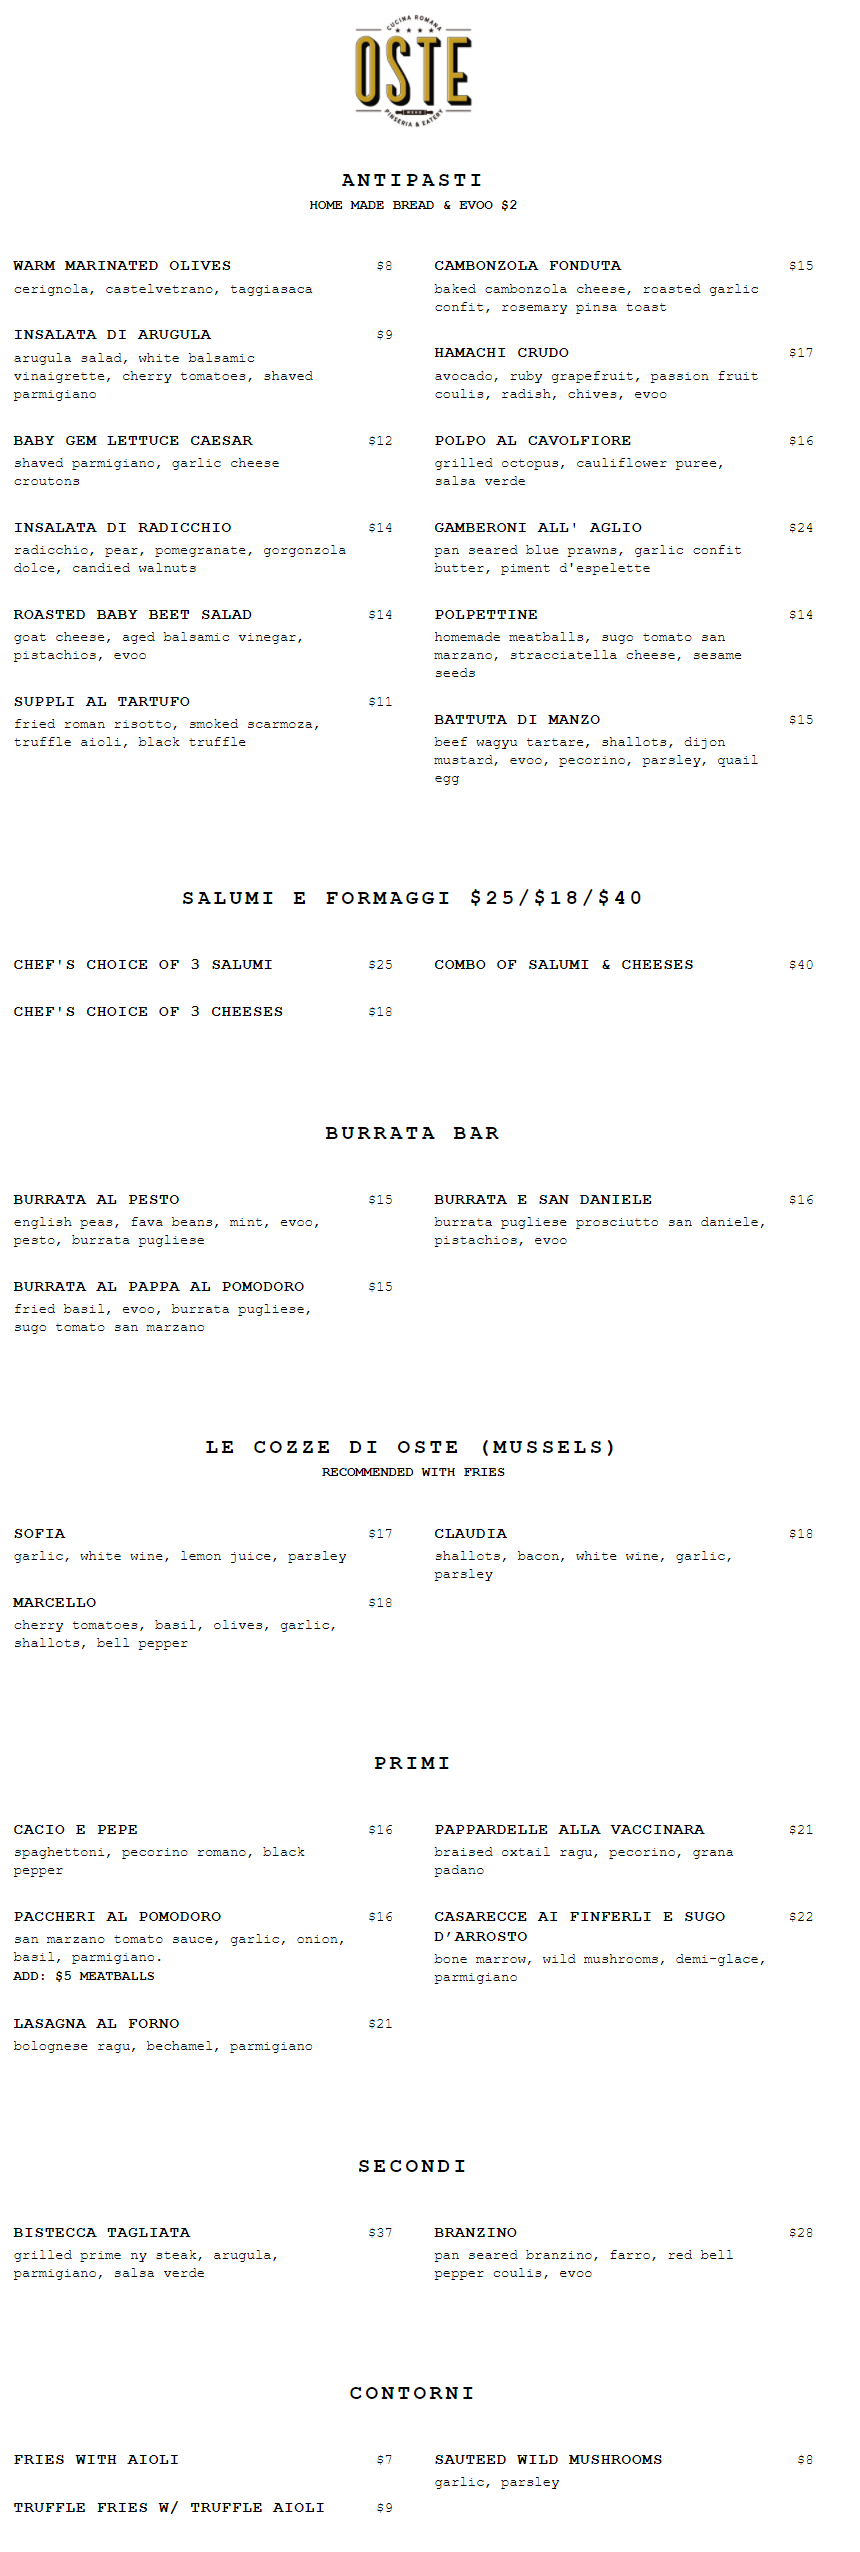 CUCINA ROMANA
OSTE
PINSERIA & EATERY
ANTIPASTI
HOME MADE BREAD & EVOO $2
WARM MARINATED OLIVES $8
cerignola, castelvetrano, taggiasaca
INSALATA DI ARUGULA $9
arugula salad, white balsamic
vinaigrette, cherry tomatoes, shaved
parmigiano
BABY GEM LETTUCE CAESAR $12
shaved parmigiano, garlic cheese
croutons
INSALATA DI RADICCHIO $14
radicchio, pear, pomegranate, gorgonzola
dolce, candied walnuts
ROASTED BABY BEET SALAD $14
goat cheese, aged balsamic vinegar,
pistachios, evoo
SUPPLI AL TARTUFO $11
fried roman risotto, smoked scarmoza,
truffle aioli, black truffle
CAMBONZOLA FONDUTA $15
baked cambonzola cheese, roasted garlic
confit, rosemary pinsa toast
HAMACHI CRUDO $17
avocado, ruby grapefruit, passion fruit
coulis, radish, chives, evoo
POLPO AL CAVOLFIORE $16
grilled octopus, cauliflower puree,
salsa verde
GAMBERONI ALL' AGLIO $24
pan seared blue prawns, garlic confit
butter, piment d'espelette
POLPETTINE $14
homemade meatballs, sugo tomato san
marzano, stracciatella cheese, sesame
seeds
BATTUTA DI MANZO $15
beef wagyu tartare, shallots, dijon
mustard, evoo, pecorino, parsley, quail
egg
SALUMI E FORMAGGI $25/$18/$40
CHEF'S CHOICE OF 3 SALUMI $25
CHEF'S CHOICE OF 3 CHEESES $18
COMBO OF SALUMI & CHEESES $40
BURRATA BAR
BURRATA AL PESTO $15
english peas, fava beans, mint, evoo,
pesto, burrata pugliese
BURRATA AL PAPPA AL POMODORO $15
fried basil, evoo, burrata pugliese,
sugo tomato san marzano
BURRATA E SAN DANIELE $16
burrata pugliese prosciutto san daniele,
pistachios, evoo
LE COZZE DI OSTE (MUSSELS)
RECOMMENDED WITH FRIES
SOFIA $17
garlic, white wine, lemon juice, parsley
MARCELLO $18
cherry tomatoes, basil, olives, garlic,
shallots, bell pepper
CLAUDIA $18
shallots, bacon, white wine, garlic,
parsley
PRIMI
CACIO E PEPE $16
spaghettoni, pecorino romano, black
pepper
PACCHERI AL POMODORO $16
san marzano tomato sauce, garlic, onion,
basil, parmigiano.
ADD: $5 MEATBALLS
LASAGNA AL FORNO $21
bolognese ragu, bechamel, parmigiano
PAPPARDELLE ALLA VACCINARA $21
braised oxtail ragu, pecorino, grana
padano
CASARECCE AI FINFERLI E SUGO $22
D’ARROSTO
bone marrow, wild mushrooms, demi-glace,
parmigiano
SECONDI
BISTECCA TAGLIATA $37
grilled prime ny steak, arugula,
parmigiano, salsa verde
BRANZINO $28
pan seared branzino, farro, red bell
pepper coulis, evoo
CONTORNI
FRIES WITH AIOLI $7
TRUFFLE FRIES W/ TRUFFLE AIOLI $9
SAUTEED WILD MUSHROOMS $8
garlic, parsley